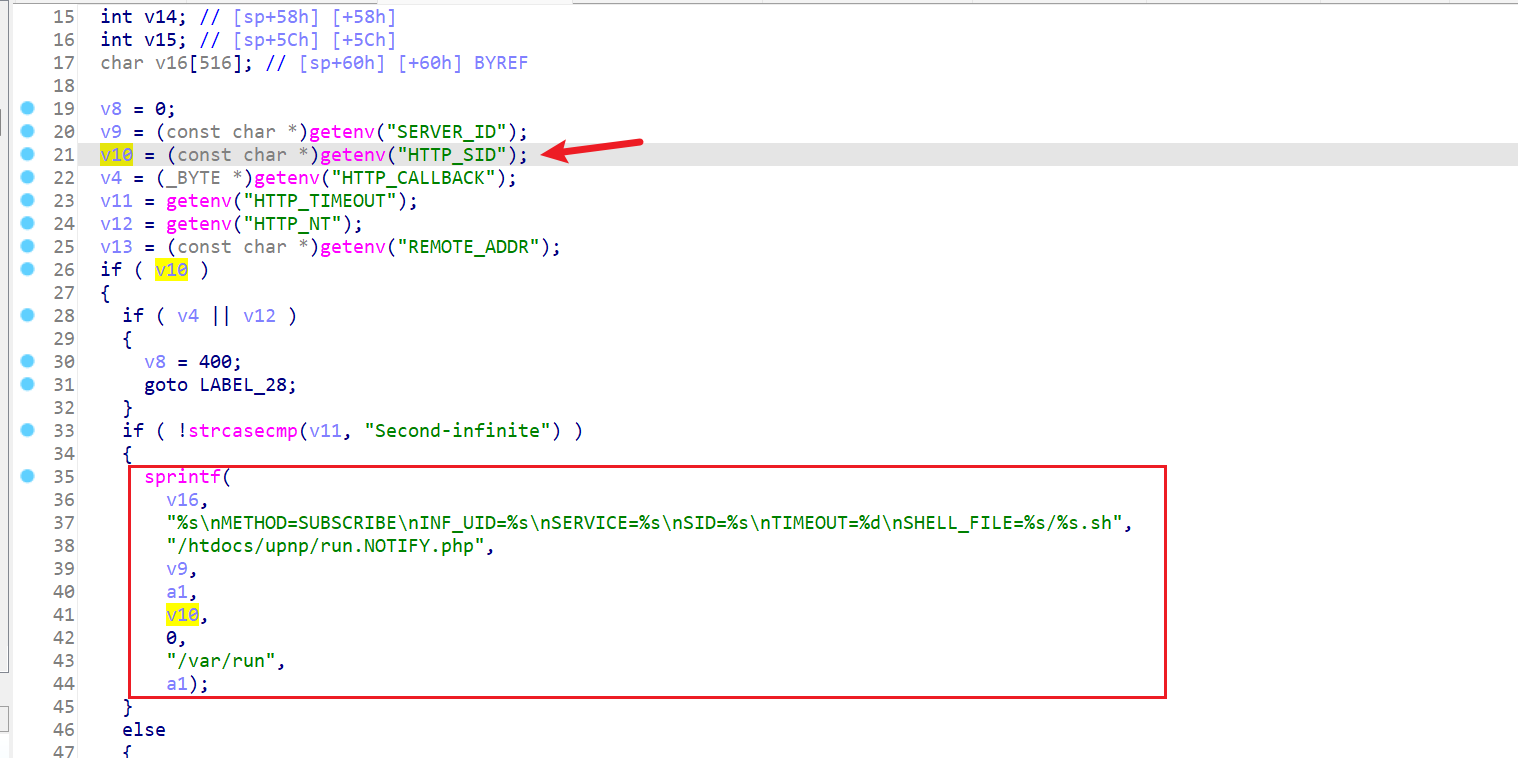 15 int v14; // [sp+58h] [+58h]
16 int v15; // [sp+5Ch] [+5Ch]
17 char v16[516]; // [sp+60h] [+60h] BYREF
18
19 v8 = 0;
20 v9 = (const char *)getenv("SERVER_ID");
21 v10 = (const char *)getenv("HTTP_SID");
22 v4 = (_BYTE *)getenv("HTTP_CALLBACK");
23 v11 = getenv("HTTP_TIMEOUT");
24 v12 = getenv("HTTP_NT");
25 v13 = (const char *)getenv("REMOTE_ADDR");
26 if ( v10 )
27 {
28   if ( v4 || v12 )
29   {
30     v8 = 400;
31     goto LABEL_28;
32   }
33   if ( !strcasecmp(v11, "Second-infinite") )
34   {
35     sprintf(
36       v16,
37       "%s\nMETHOD=SUBSCRIBE\nINF_UID=%s\nSERVICE=%s\nSID=%s\nTIMEOUT=%d\nSHELL_FILE=%s/%s.sh",
38       "/htdocs/upnp/run.NOTIFY.php",
39       v9,
40       a1,
41       v10,
42       0,
43       "/var/run",
44       a1);
45   }
46   else
47   {